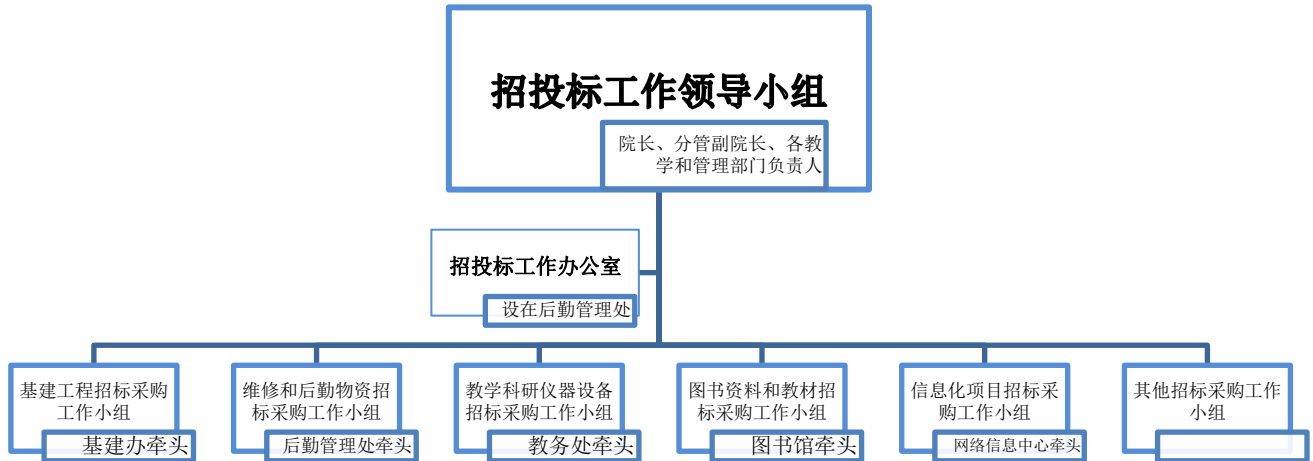 招投标工作领导小组
院长、分管副院长、各教
学和管理部门负责人
招投标工作办公室
设在后勤管理处
基建工程招标采购
工作小组
基建办牵头
维修和后勤物资招
标采购工作小组
后勤管理处牵头
教学科研仪器设备
招标采购工作小组
教务处牵头
图书资料和教材招
标采购工作小组
图书馆牵头
信息化项目招标采
购工作小组
网络信息中心牵头
其他招标采购工作
小组